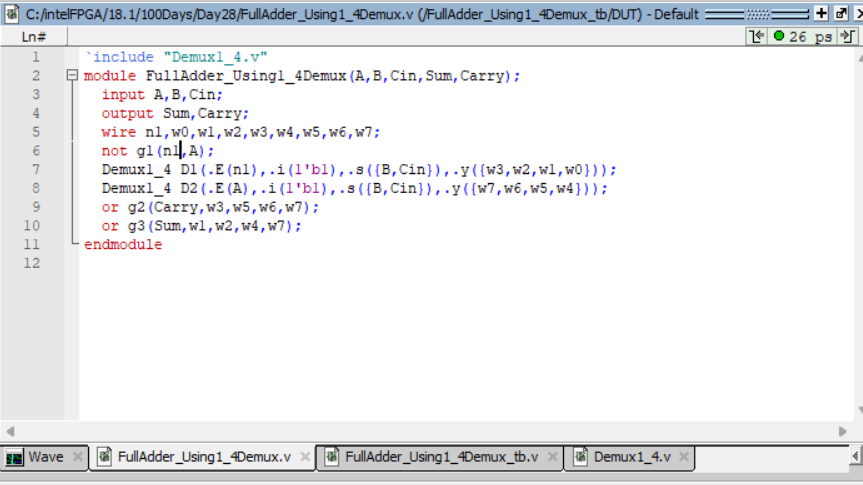 C:/intelFPGA/18.1/100Days/Day28/FullAdder_Using1_4Demux.v (/FullAdder_Using1_4Demux_tb/DUT) - Default
Ln#
26 ps
1 `include "Demux1_4.v"
2 module FullAdder_Using1_4Demux(A,B,Cin,Sum,Carry);
3 input A,B,Cin;
4 output Sum,Carry;
5 wire n1,w0,w1,w2,w3,w4,w5,w6,w7;
6 not g1(n1,A);
7 Demux1_4 D1(.E(n1),.i(1'b1),.s({B,Cin}),.y({w3,w2,w1,w0}));
8 Demux1_4 D2(.E(A),.i(1'b1),.s({B,Cin}),.y({w7,w6,w5,w4}));
9 or g2(Carry,w3,w5,w6,w7);
10 or g3(Sum,w1,w2,w4,w7);
11 endmodule
12
Wave FullAdder_Using1_4Demux.v FullAdder_Using1_4Demux_tb.v Demux1_4.v